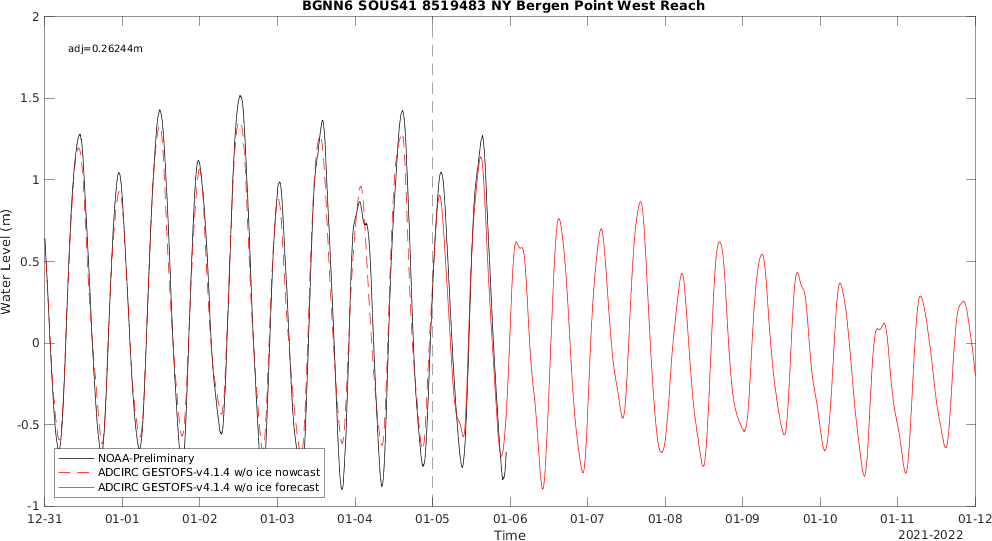 BGNN6 SOUS41 8519483 NY Bergen Point West Reach
adj=0.26244m
2
1.5
1
0.5
0
-0.5
-1
Water Level (m)
NOAA-Preliminary
ADCIRC GESTOFS-v4.1.4 w/o ice nowcast
ADCIRC GESTOFS-v4.1.4 w/o ice forecast
12-31 01-01 01-02 01-03 01-04 01-05 01-06 01-07 01-08 01-09 01-10 01-11 01-12
Time
2021-2022